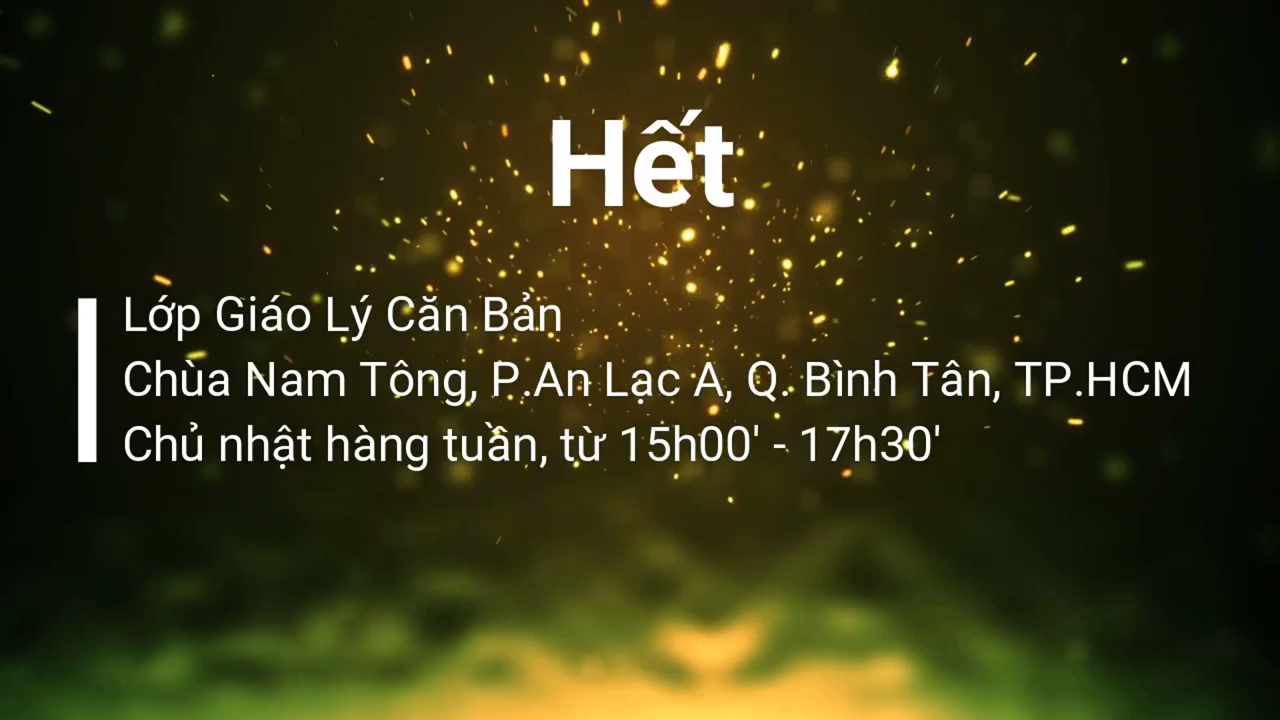 Hết
Lớp Giáo Lý Căn Bản
Chùa Nam Tông, P.An Lạc A, Q. Bình Tân, TP.HCM
Chủ nhật hàng tuần, từ 15h00' - 17h30'